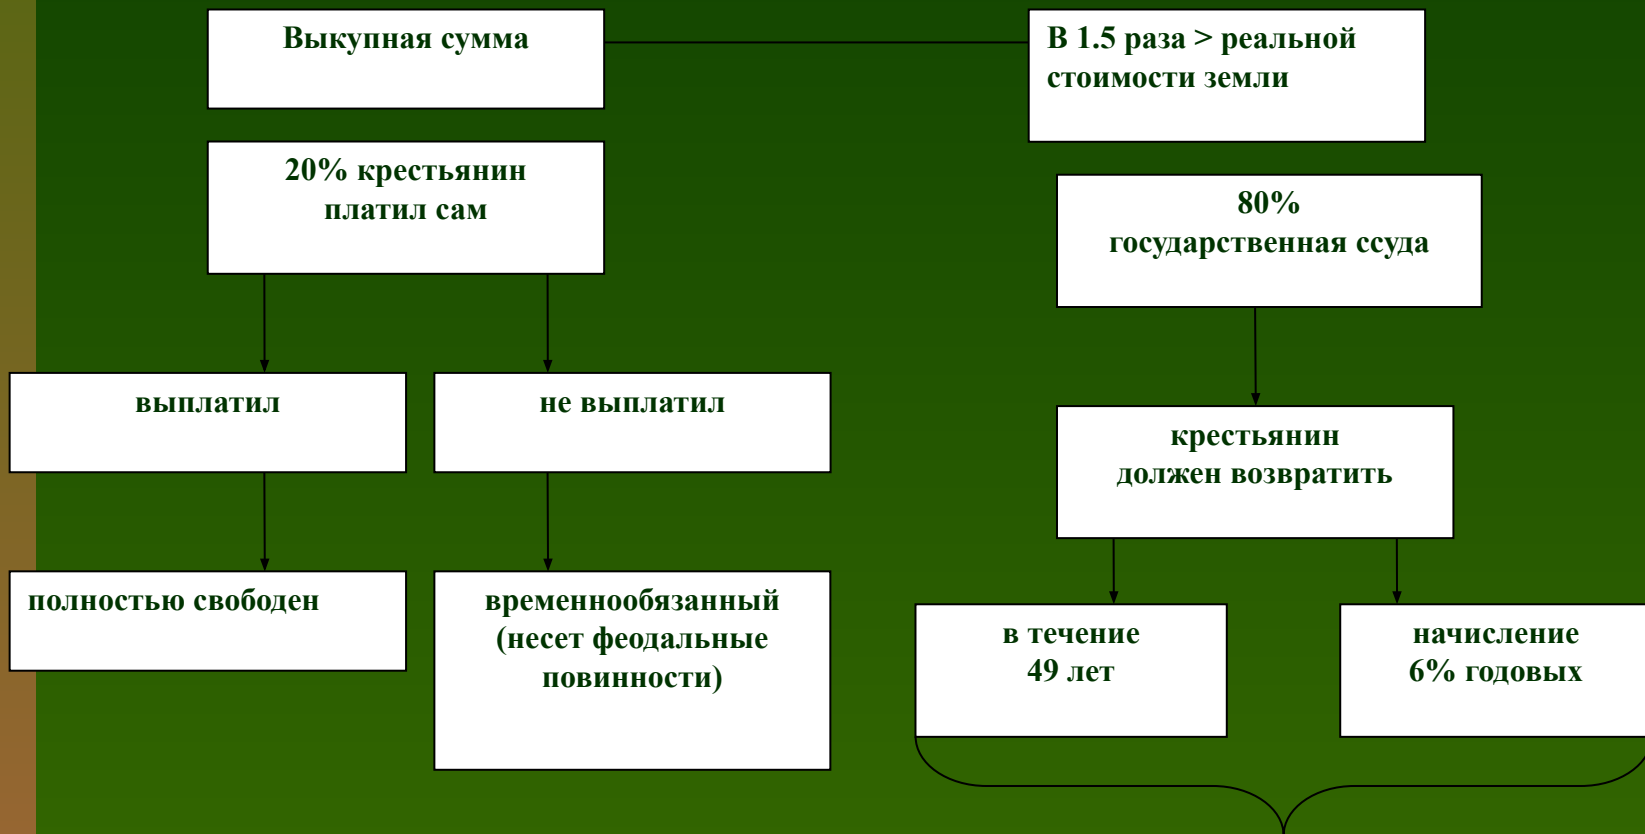 Выкупная сумма
В 1.5 раза > реальной
стоимости земли
20% крестьянин
платил сам
80%
государственная ссуда
выплатил
не выплатил
крестьянин
должен возвратить
полностью свободен
временнообязанный
(несет феодальные
повинности)
в течение
49 лет
начисление
6% годовых